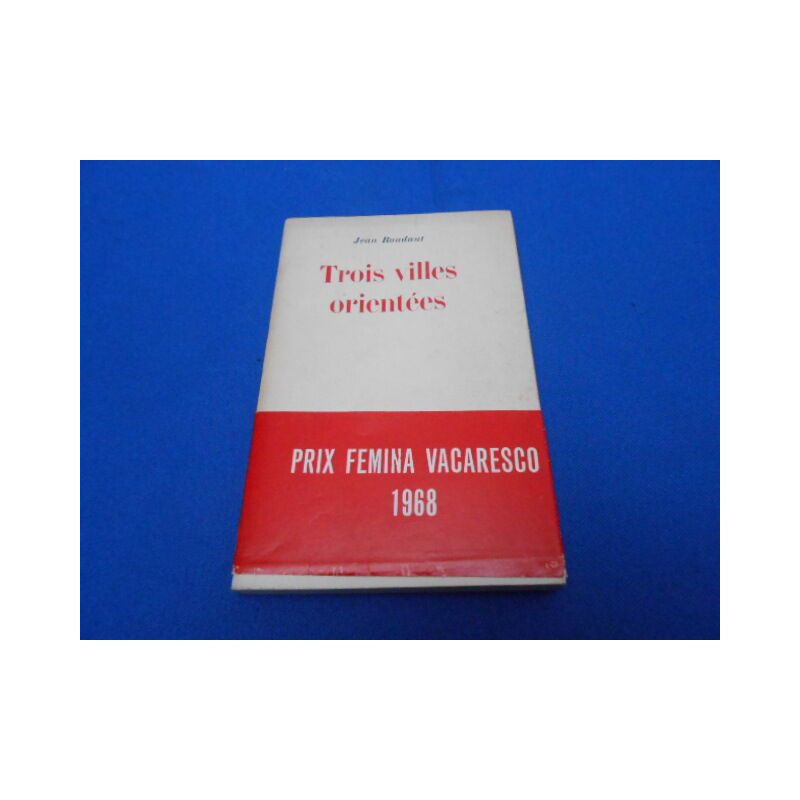 Jean Roudaut
Trois villes
orientées
PRIX FEMINA VACARESCO
1968